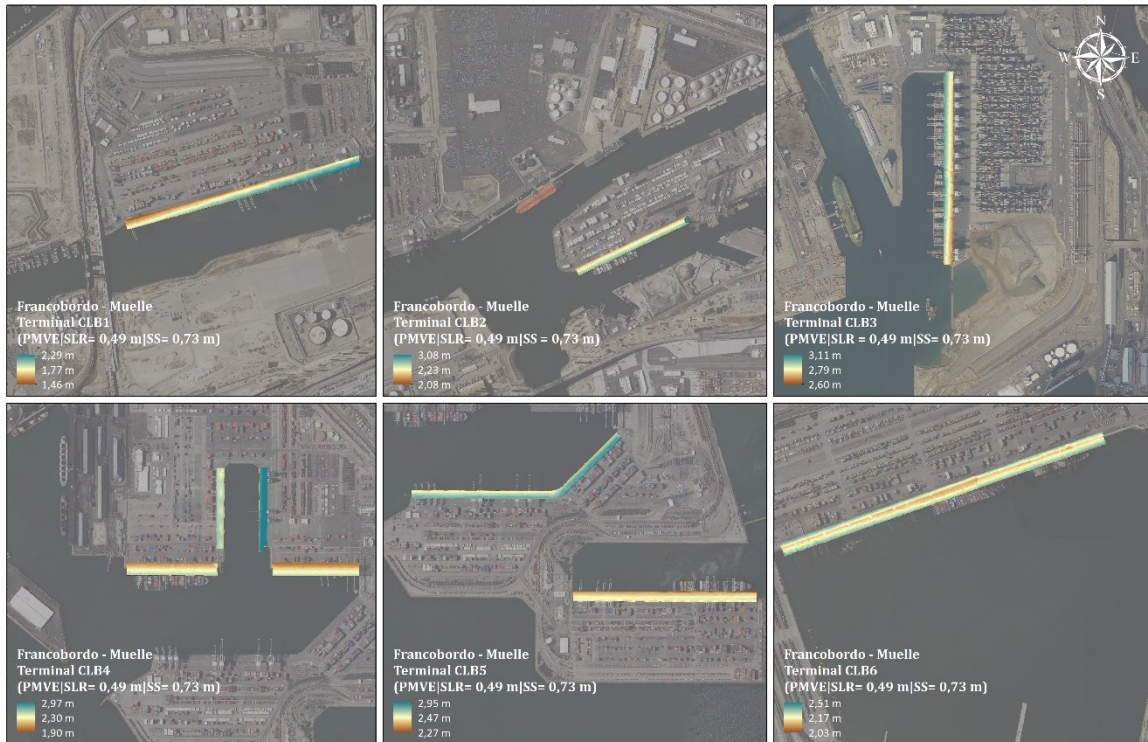 N
W E
S
Francobordo - Muelle
Terminal CLB1
(PMVE|SLR= 0,49 m|SS= 0,73 m)
2,29 m
1,77 m
1,46 m
Francobordo - Muelle
Terminal CLB2
(PMVE|SLR= 0,49 m|SS= 0,73 m)
3,08 m
2,23 m
2,08 m
Francobordo - Muelle
Terminal CLB3
(PMVE|SLR = 0,49 m|SS= 0,73 m)
3,11 m
2,79 m
2,60 m
Francobordo - Muelle
Terminal CLB4
(PMVE|SLR= 0,49 m|SS= 0,73 m)
2,97 m
2,30 m
1,90 m
Francobordo - Muelle
Terminal CLB5
(PMVE|SLR= 0,49 m|SS= 0,73 m)
2,95 m
2,47 m
2,27 m
Francobordo - Muelle
Terminal CLB6
(PMVE|SLR= 0,49 m|SS= 0,73 m)
2,51 m
2,17 m
2,03 m